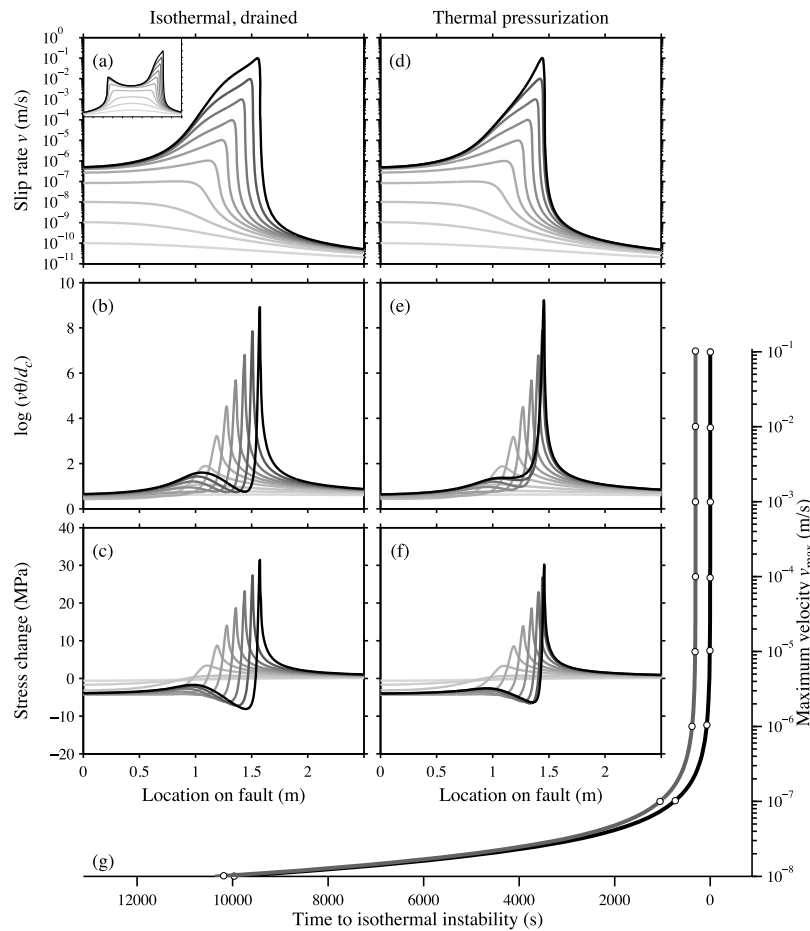 Isothermal, drained
Thermal pressurization
(a)
(d)
Slip rate v (m/s)
10⁰
10⁻¹
10⁻²
10⁻³
10⁻⁴
10⁻⁵
10⁻⁶
10⁻⁷
10⁻⁸
10⁻⁹
10⁻¹⁰
10⁻¹¹
(b)
(e)
log (vθ/d_c)
10
8
6
4
2
0
(c)
(f)
Stress change (MPa)
40
30
20
10
0
−10
−20
0 0.5 1 1.5 2
0 0.5 1 1.5 2
Location on fault (m)
Location on fault (m)
10⁻¹
10⁻²
10⁻³
10⁻⁴
10⁻⁵
10⁻⁶
10⁻⁷
10⁻⁸
Maximum velocity v_max (m/s)
(g)
12000 10000 8000 6000 4000 2000 0
Time to isothermal instability (s)